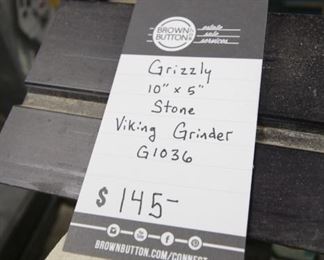 BROWN
BUTTON
estate
sale
services
Grizzly
10" x 5"
Stone
Viking Grinder
G1036
$ 145-
BROWNBUTTON.COM/CONNECT